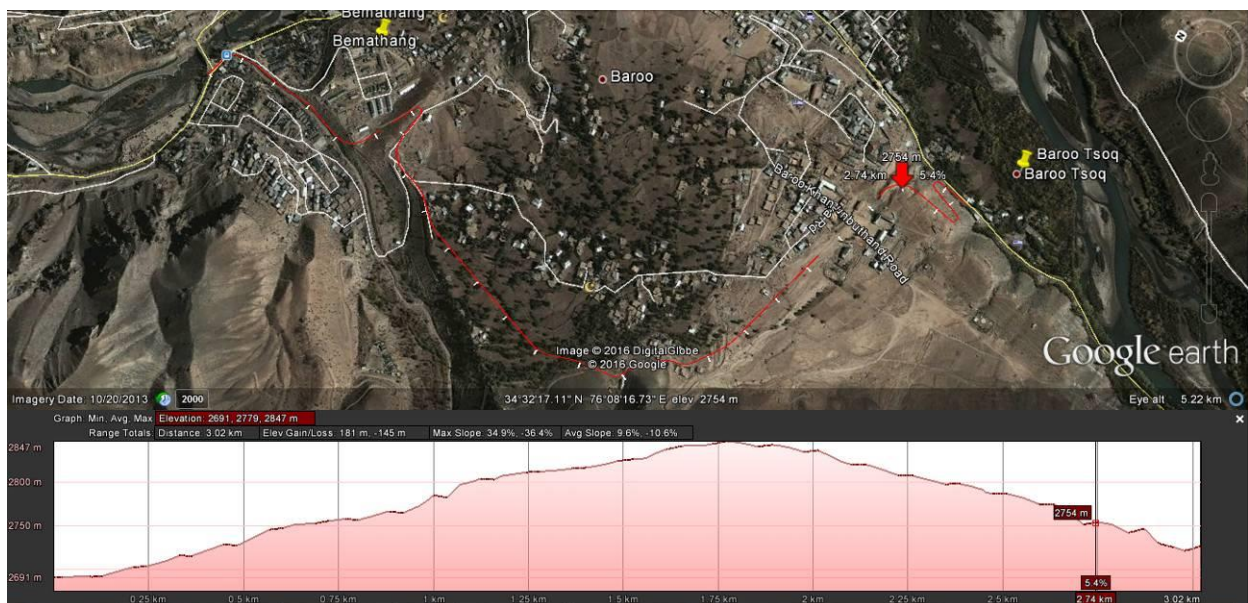 Bemathang
Bemathang
Baroo
2754 m
2.74 km 5.4%
Baroo Tsoq
Baroo Tsoq
N
Image © 2016 DigitalGlobe
© 2016 Google
Google earth
Imagery Date 10/20/2013 2000 34°32'17.11" N 76°08'16.73" E elev 2754 m Eye alt 5.22 km
Graph: Min, Avg, Max Elevation: 2691, 2779, 2847 m
Range Totals: Distance: 3.02 km Elev Gain/Loss: 181 m, -145 m Max Slope: 34.9%, -36.4% Avg Slope: 9.6%, -10.6%
2847 m
2800 m
2750 m
2691 m
2754 m
5.4%
0.25 km 0.5 km 0.75 km 1 km 1.25 km 1.5 km 1.75 km 2 km 2.25 km 2.5 km 2.74 km 3.02 km